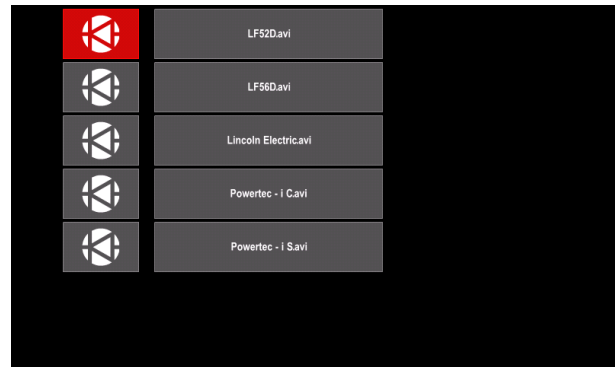 LF52D.avi
LF56D.avi
Lincoln Electric.avi
Powertec - i C.avi
Powertec - i S.avi